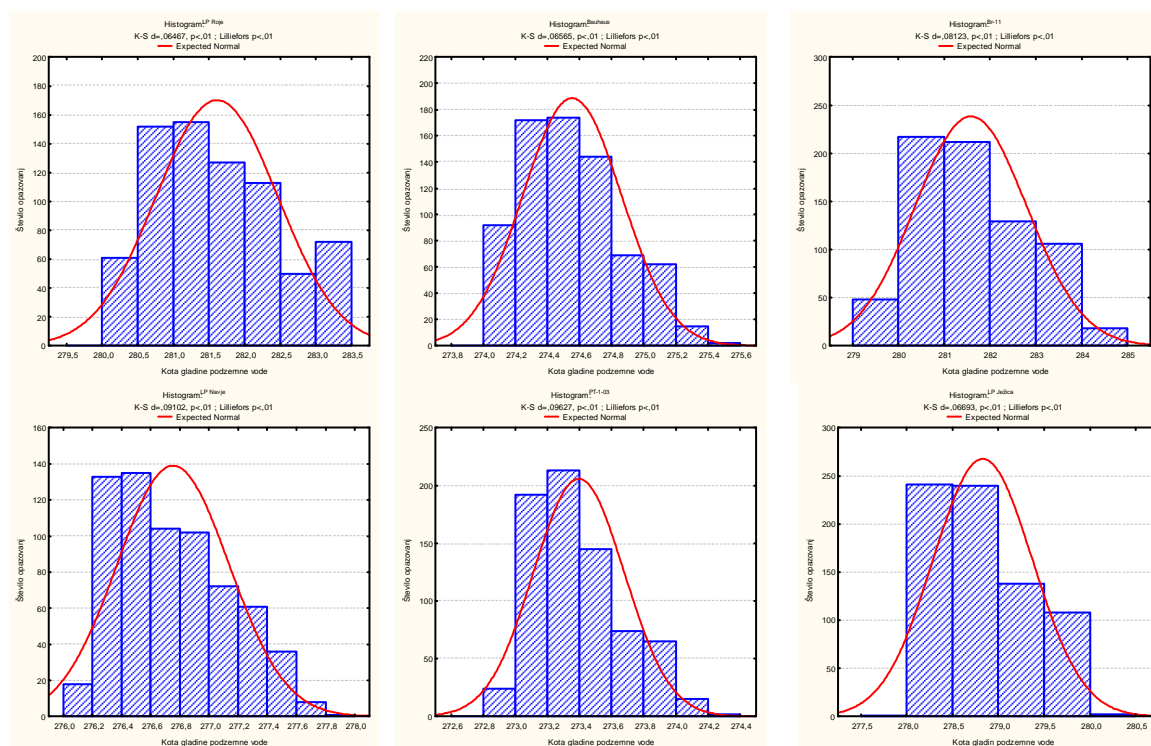 Histogram: LP Roje
K-S d=,06467, p<,01 ; Lilliefors p<,01
Expected Normal
200
180
160
140
120
100
80
60
40
20
0
Število opazovanj
279,5 280,0 280,5 281,0 281,5 282,0 282,5 283,0 283,5
Kota gladine podzemne vode
Histogram: Bauhaus
K-S d=,06565, p<,01 ; Lilliefors p<,01
Expected Normal
220
200
180
160
140
120
100
80
60
40
20
0
Število opazovanj
273,8 274,0 274,2 274,4 274,6 274,8 275,0 275,2 275,4 275,6
Kota gladine podzemne vode
Histogram: Br-11
K-S d=,08123, p<,01 ; Lilliefors p<,01
Expected Normal
300
250
200
150
100
50
0
Število opazovanj
279 280 281 282 283 284 285
Kota gladine podzemne vode
Histogram: LP Navje
K-S d=,09102, p<,01 ; Lilliefors p<,01
Expected Normal
160
140
120
100
80
60
40
20
0
Število opazovanj
276,0 276,2 276,4 276,6 276,8 277,0 277,2 277,4 277,6 277,8 278,0
Kota gladine podzemne vode
Histogram: PT-1-03
K-S d=,09627, p<,01 ; Lilliefors p<,01
Expected Normal
250
200
150
100
50
0
Število opazovanj
272,6 272,8 273,0 273,2 273,4 273,6 273,8 274,0 274,2 274,4
Kota gladine podzemne vode
Histogram: LP Ježica
K-S d=,06693, p<,01 ; Lilliefors p<,01
Expected Normal
300
250
200
150
100
50
0
Število opazovanj
277,5 278,0 278,5 279,0 279,5 280,0 280,5
Kota gladine podzemne vode